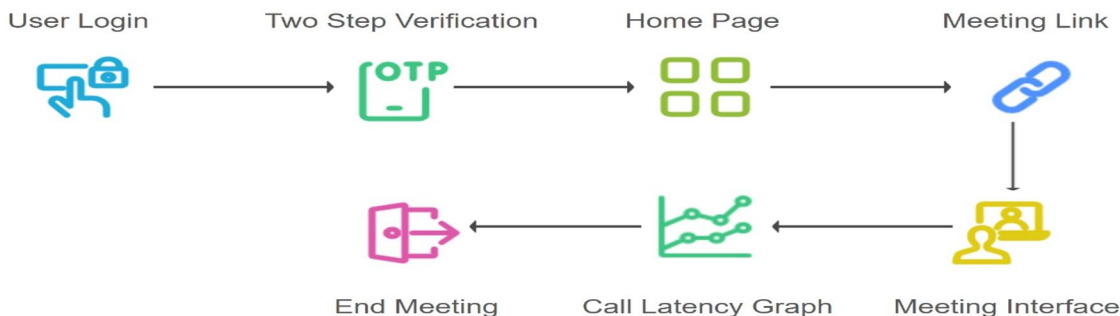 User Login
Two Step Verification
Home Page
Meeting Link
OTP
End Meeting
Call Latency Graph
Meeting Interface